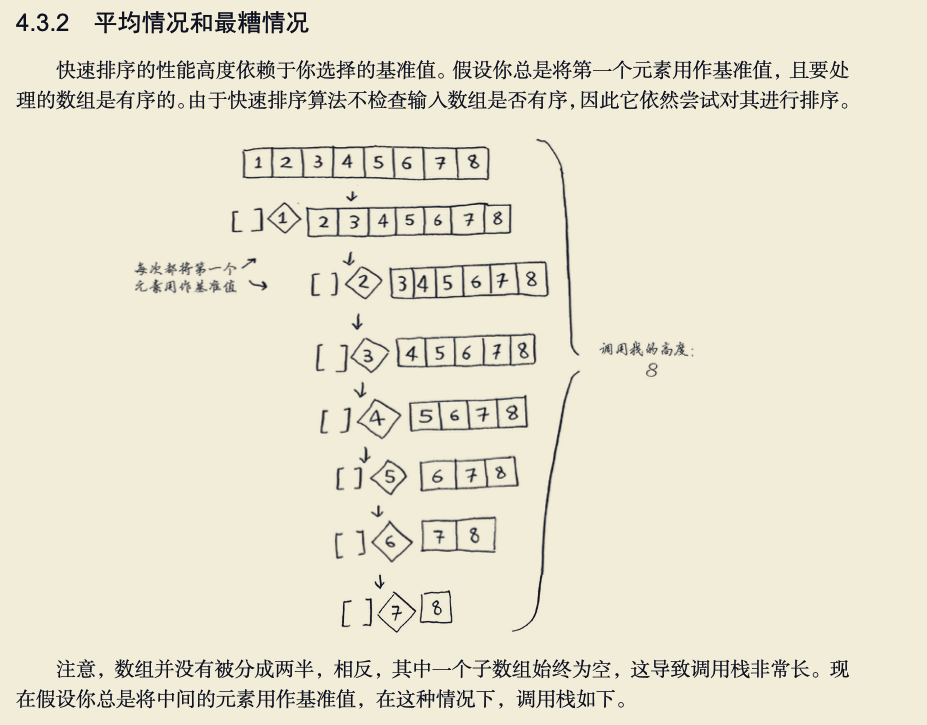 4.3.2 平均情况和最糟情况
快速排序的性能高度依赖于你选择的基准值。假设你总是将第一个元素用作基准值，且要处
理的数组是有序的。由于快速排序算法不检查输入数组是否有序，因此它依然尝试对其进行排序。
1 2 3 4 5 6 7 8
[ ] 1 2 3 4 5 6 7 8
每次都将第一个
元素用作基准值
[ ] 2 3 4 5 6 7 8
[ ] 3 4 5 6 7 8
调用栈的高度:
8
[ ] 4 5 6 7 8
[ ] 5 6 7 8
[ ] 6 7 8
[ ] 7 8
注意，数组并没有被分成两半，相反，其中一个子数组始终为空，这导致调用栈非常长。现
在假设你总是将中间的元素用作基准值，在这种情况下，调用栈如下。